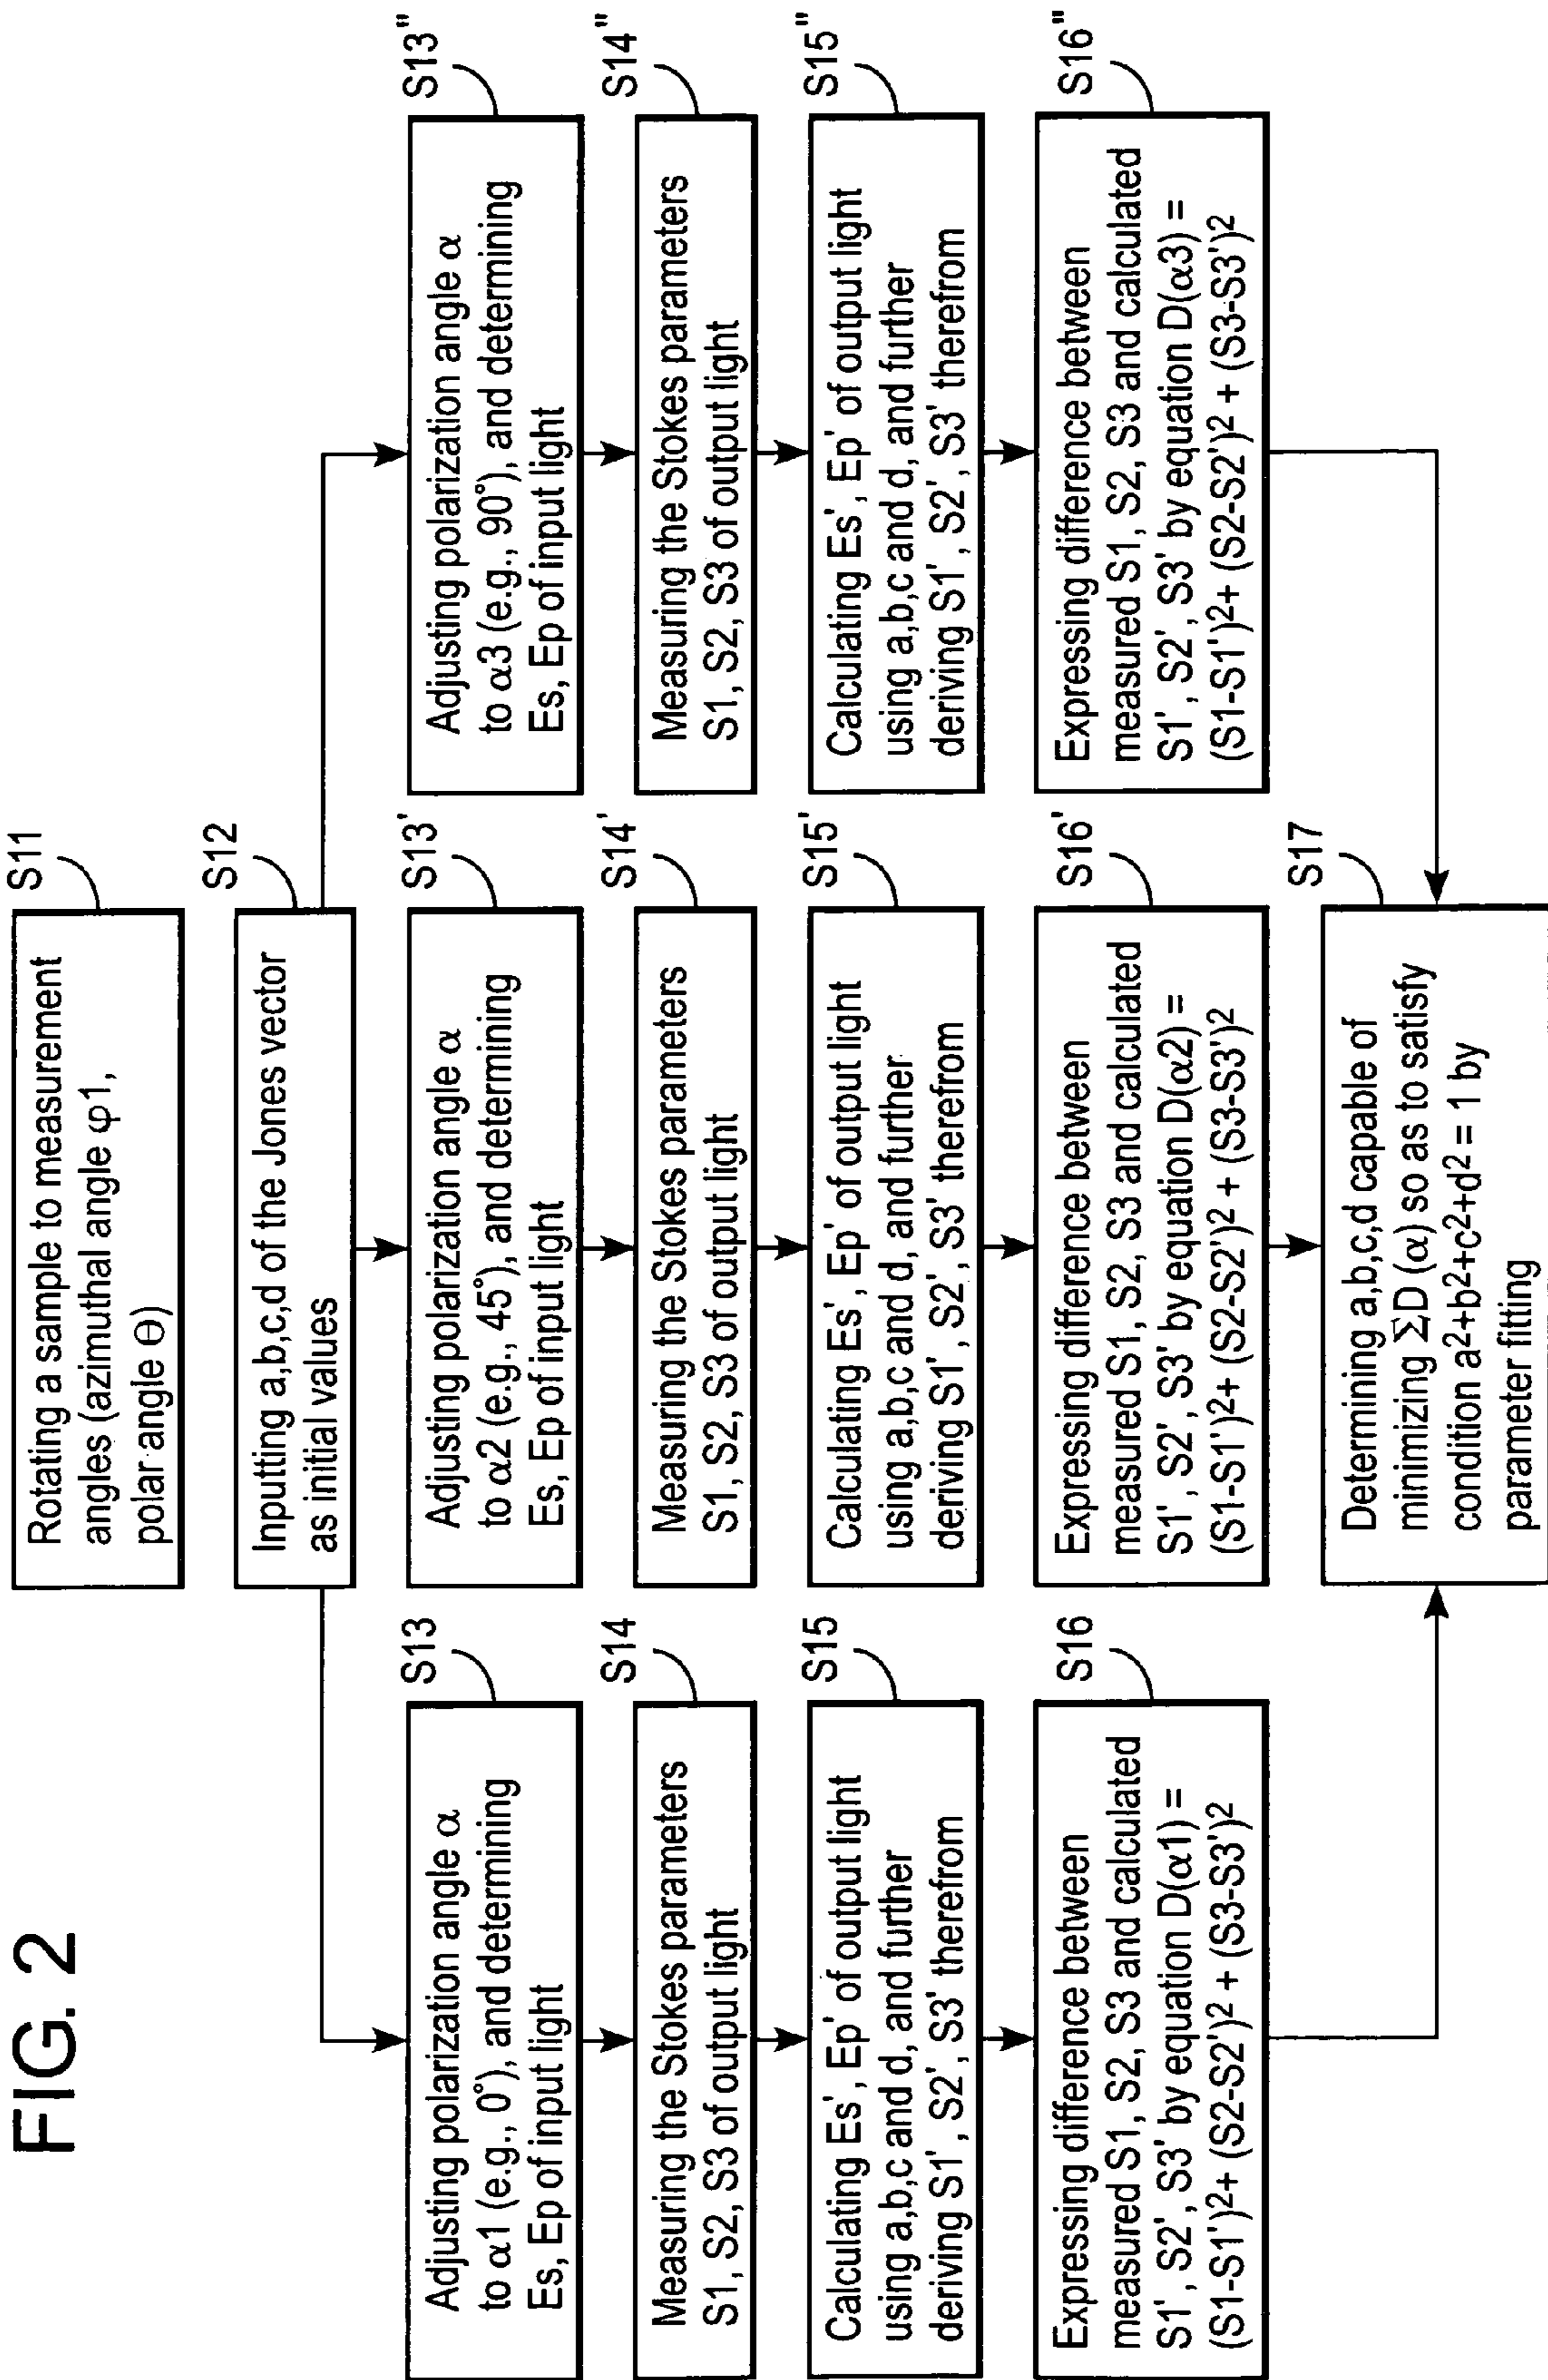 FIG. 2
S11
Rotating a sample to measurement
angles (azimuthal angle φ1,
polar angle Θ)
S12
Inputting a,b,c,d of the Jones vector
as initial values
S13
Adjusting polarization angle α
to α1 (e.g., 0°), and determining
Es, Ep of input light
S14
Measuring the Stokes parameters
S1, S2, S3 of output light
S15
Calculating Es', Ep' of output light
using a,b,c and d, and further
deriving S1', S2', S3' therefrom
S16
Expressing difference between
measured S1, S2, S3 and calculated
S1', S2', S3' by equation D(α1) =
(S1-S1')²+ (S2-S2')² + (S3-S3')²
S13'
Adjusting polarization angle α
to α2 (e.g., 45°), and determining
Es, Ep of input light
S14'
Measuring the Stokes parameters
S1, S2, S3 of output light
S15'
Calculating Es', Ep' of output light
using a,b,c and d, and further
deriving S1', S2', S3' therefrom
S16'
Expressing difference between
measured S1, S2, S3 and calculated
S1', S2', S3' by equation D(α2) =
(S1-S1')²+ (S2-S2')² + (S3-S3')²
S13"
Adjusting polarization angle α
to α3 (e.g., 90°), and determining
Es, Ep of input light
S14"
Measuring the Stokes parameters
S1, S2, S3 of output light
S15"
Calculating Es', Ep' of output light
using a,b,c and d, and further
deriving S1', S2', S3' therefrom
S16"
Expressing difference between
measured S1, S2, S3 and calculated
S1', S2', S3' by equation D(α3) =
(S1-S1')²+ (S2-S2')² + (S3-S3')²
S17
Determining a,b,c,d capable of
minimizing ΣD (α) so as to satisfy
condition a²+b²+c²+d² = 1 by
parameter fitting